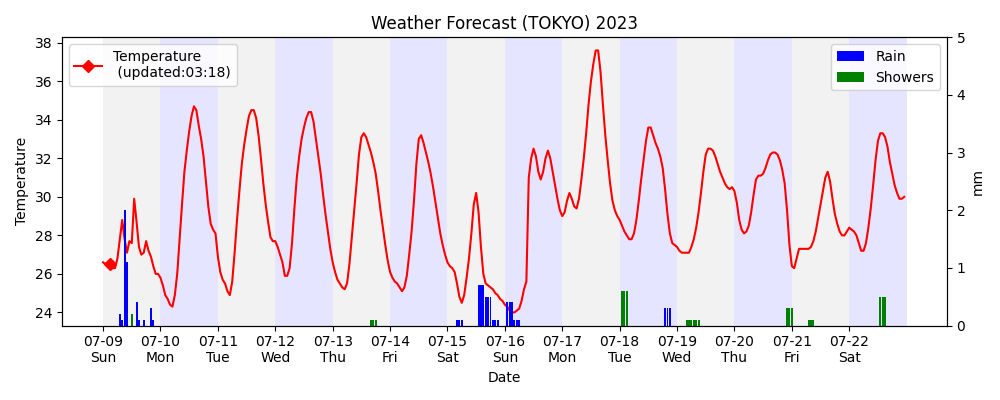 Weather Forecast (TOKYO) 2023
Temperature
(updated:03:18)
Rain
Showers
38
36
34
32
30
28
26
24
Temperature
5
4
3
2
1
0
mm
07-09 07-10 07-11 07-12 07-13 07-14 07-15 07-16 07-17 07-18 07-19 07-20 07-21 07-22
Sun Mon Tue Wed Thu Fri Sat Sun Mon Tue Wed Thu Fri Sat
Date